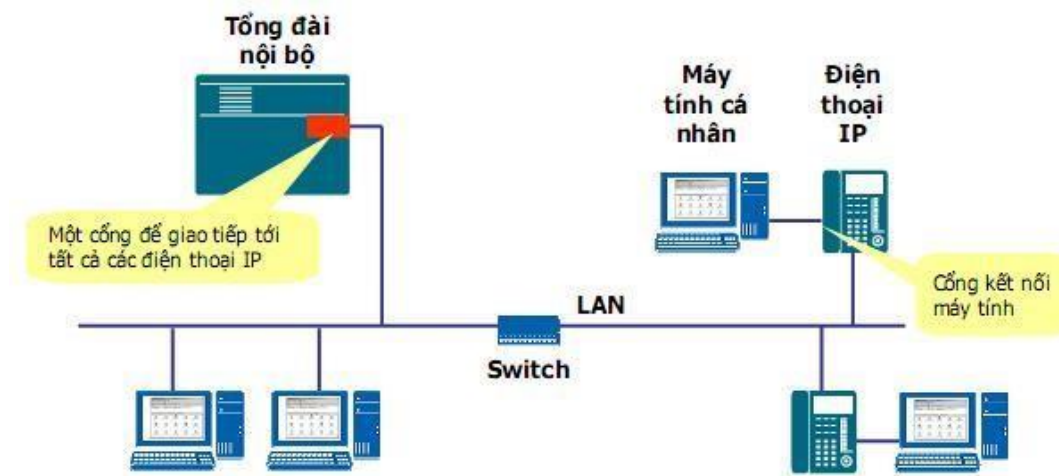 Tổng đài
nội bộ
Máy
tính cá
nhân
Điện
thoại
IP
Một cổng để giao tiếp tới
tất cả các điện thoại IP
Cổng kết nối
máy tính
LAN
Switch